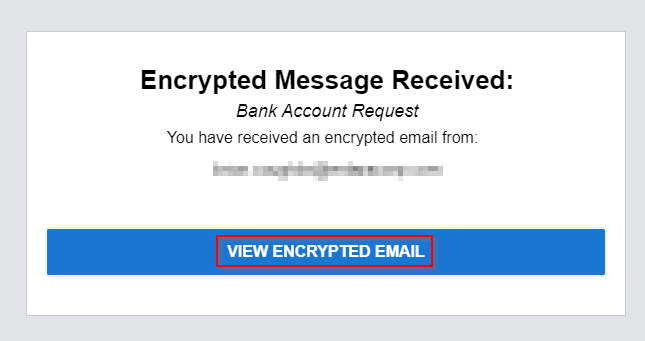 Encrypted Message Received:
Bank Account Request
You have received an encrypted email from:
VIEW ENCRYPTED EMAIL